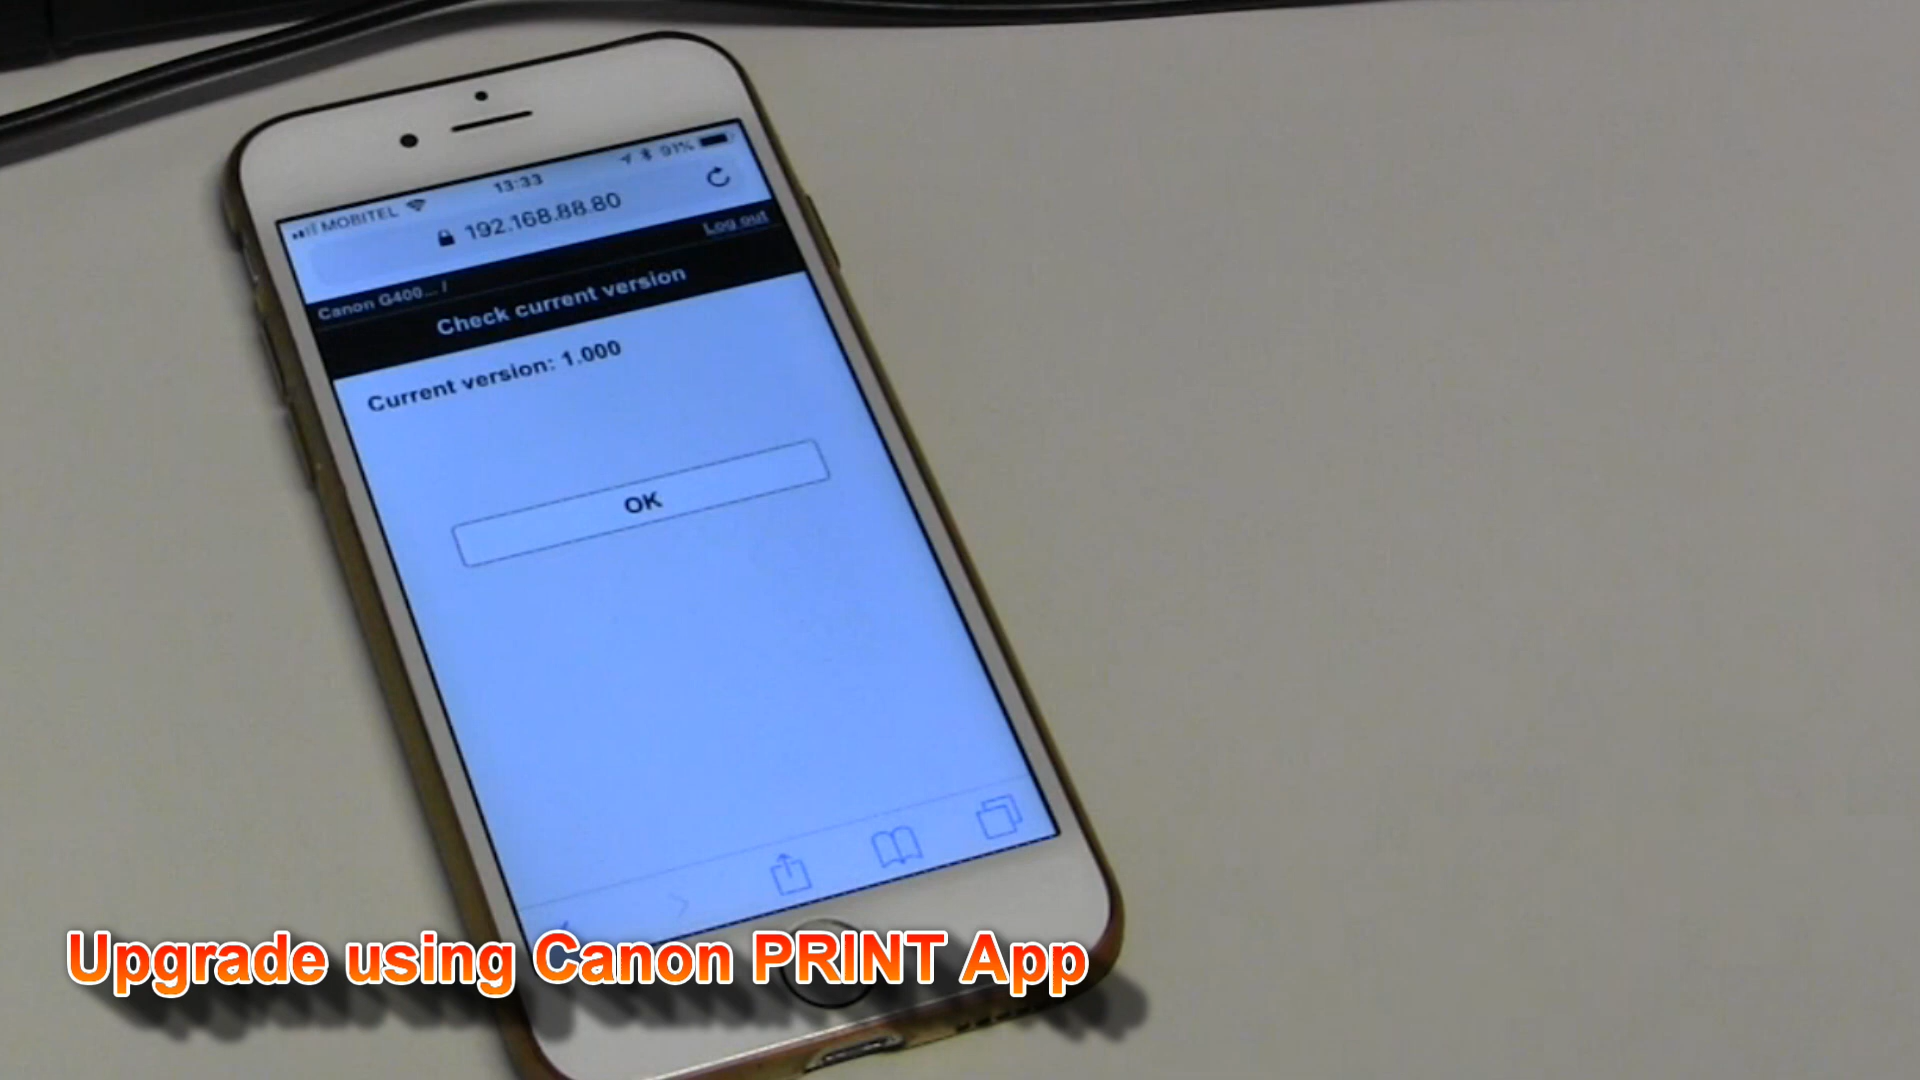 MOBITEL
13:33
91%
192.168.88.80
Log out
Canon G400... /
Check current version
Current version: 1.000
OK
Upgrade using Canon PRINT App